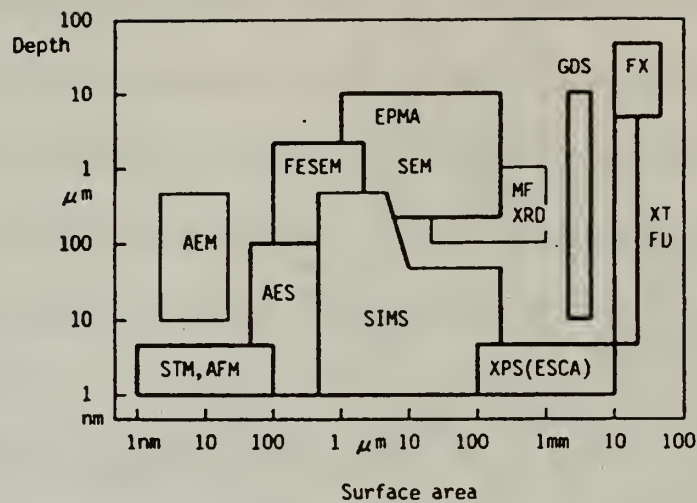 100
Depth
10
1
μm
100
10
1
nm
GDS
FX
EPMA
FESEM
SEM
MF
XRD
XT
FD
AEM
AES
SIMS
STM, AFM
XPS(ESCA)
1nm 10 100 1 μm 10 100 1mm 10 100
Surface area